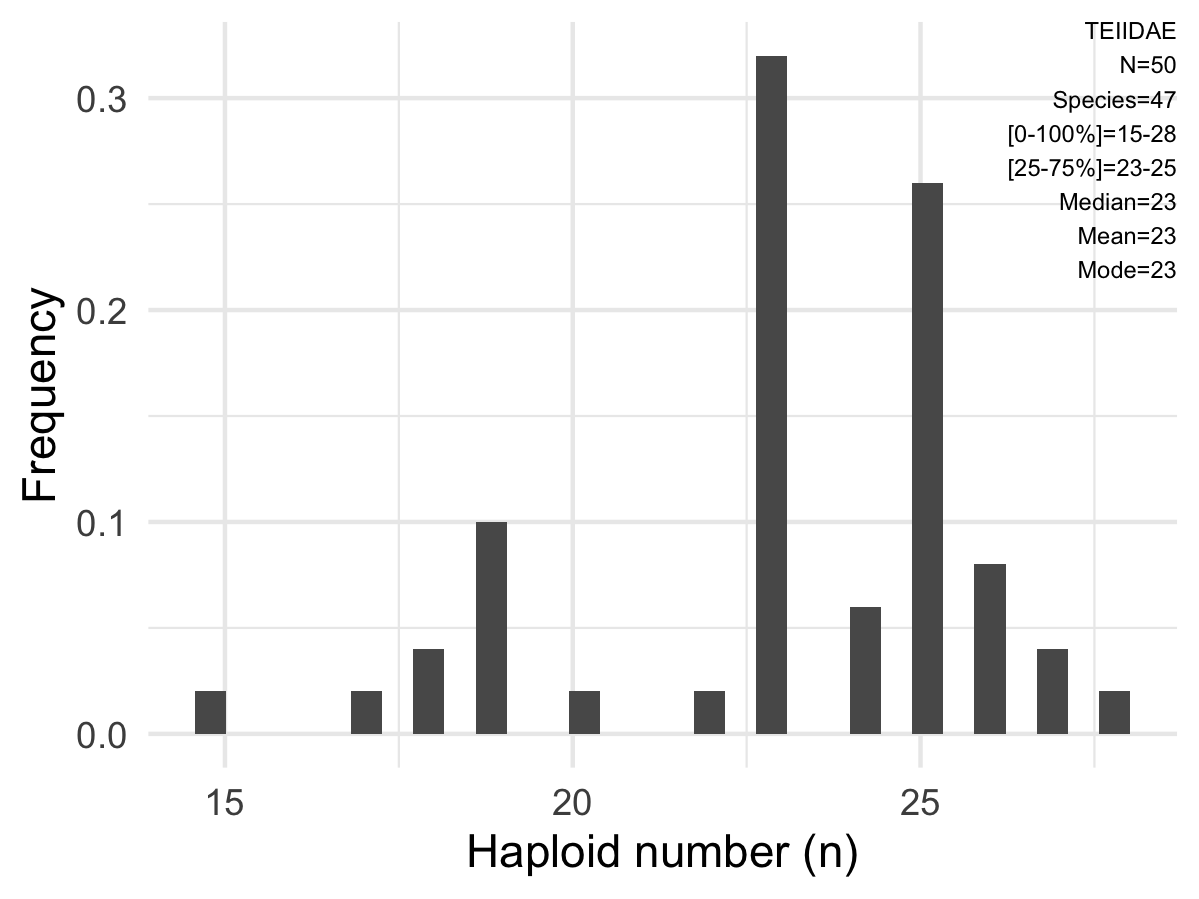 TEIIDAE
N=50
Species=47
[0-100%]=15-28
[25-75%]=23-25
Median=23
Mean=23
Mode=23
Frequency
0.3
0.2
0.1
0.0
15 20 25
Haploid number (n)